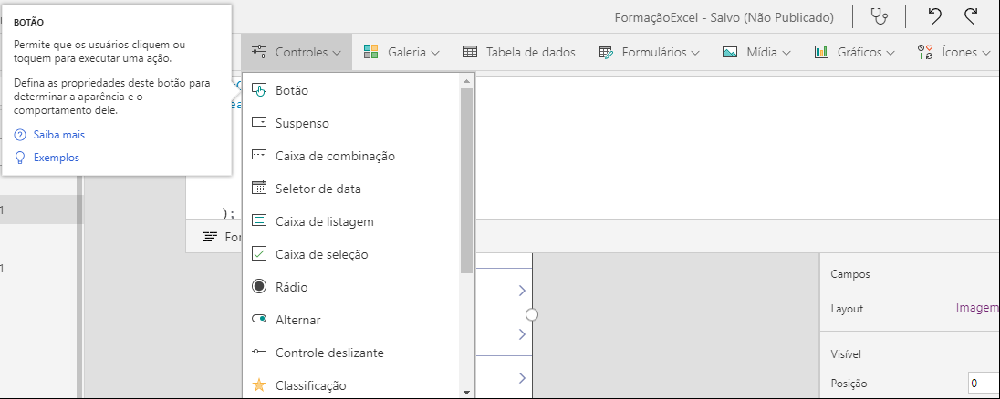 BOTÃO
Permite que os usuários cliquem ou
toquem para executar uma ação.
Defina as propriedades deste botão para
determinar a aparência e o
comportamento dele.
Saiba mais
Exemplos
FormaçãoExcel - Salvo (Não Publicado)
Controles
Galeria
Tabela de dados
Formulários
Mídia
Gráficos
Ícones
Botão
Suspenso
Caixa de combinação
Seletor de data
Caixa de listagem
Caixa de seleção
Rádio
Alternar
Controle deslizante
Classificação
1
);
1
Campos
Layout
Imagem
Visível
Posição
0